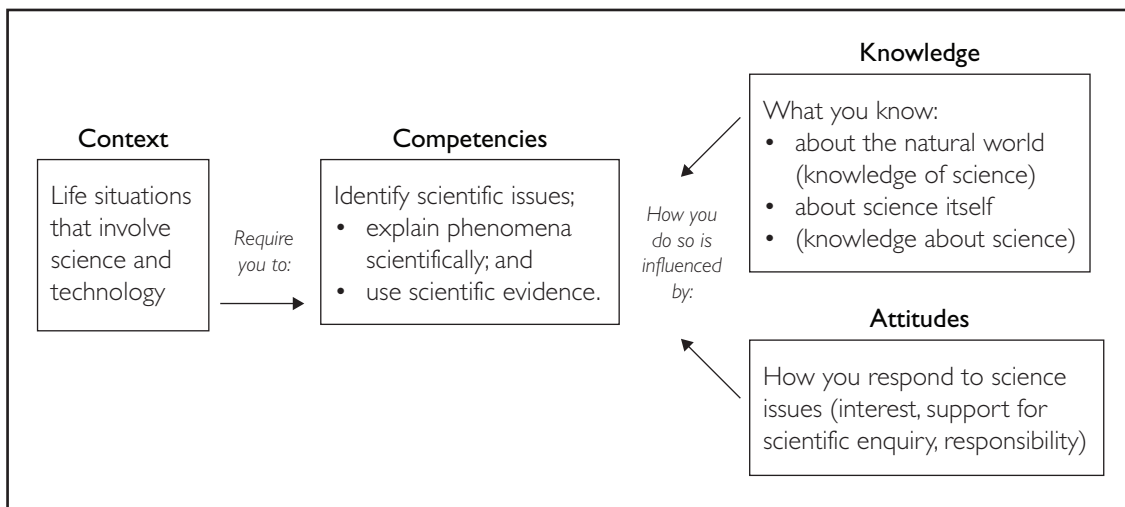 Context
Life situations
that involve
science and
technology
Require
you to:
Competencies
Identify scientific issues;
• explain phenomena
scientifically; and
• use scientific evidence.
How you
do so is
influenced
by:
Knowledge
What you know:
• about the natural world
(knowledge of science)
• about science itself
• (knowledge about science)
Attitudes
How you respond to science
issues (interest, support for
scientific enquiry, responsibility)